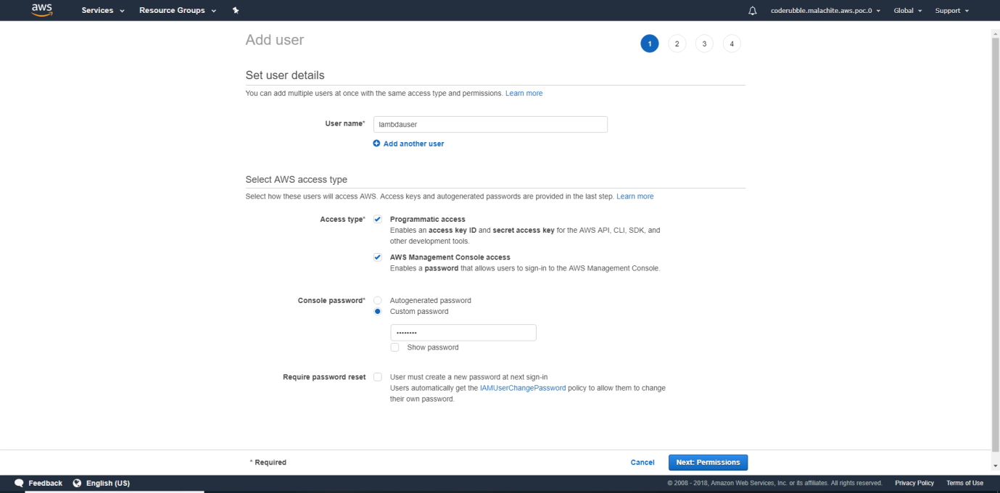 aws Services Resource Groups coderubble.malachite.aws.poc.0 Global Support
Add user 1 2 3 4
Set user details
You can add multiple users at once with the same access type and permissions. Learn more
User name* lambdauser
Add another user
Select AWS access type
Select how these users will access AWS. Access keys and autogenerated passwords are provided in the last step. Learn more
Access type* Programmatic access
Enables an access key ID and secret access key for the AWS API, CLI, SDK, and
other development tools.
AWS Management Console access
Enables a password that allows users to sign-in to the AWS Management Console.
Console password* Autogenerated password
Custom password
••••••••
Show password
Require password reset User must create a new password at next sign-in
Users automatically get the IAMUserChangePassword policy to allow them to change
their own password.
* Required Cancel Next: Permissions
Feedback English (US) © 2008 - 2018, Amazon Web Services, Inc. or its affiliates. All rights reserved. Privacy Policy Terms of Use